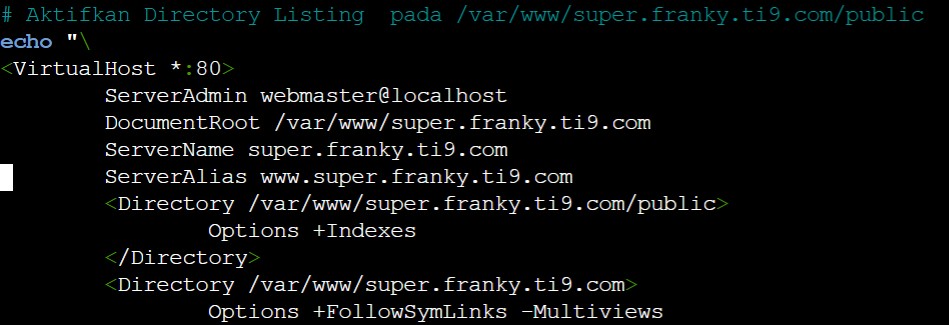 # Aktifkan Directory Listing  pada /var/www/super.franky.ti9.com/public
echo "\
<VirtualHost *:80>
        ServerAdmin webmaster@localhost
        DocumentRoot /var/www/super.franky.ti9.com
        ServerName super.franky.ti9.com
        ServerAlias www.super.franky.ti9.com
        <Directory /var/www/super.franky.ti9.com/public>
                Options +Indexes
        </Directory>
        <Directory /var/www/super.franky.ti9.com>
                Options +FollowSymLinks -Multiviews